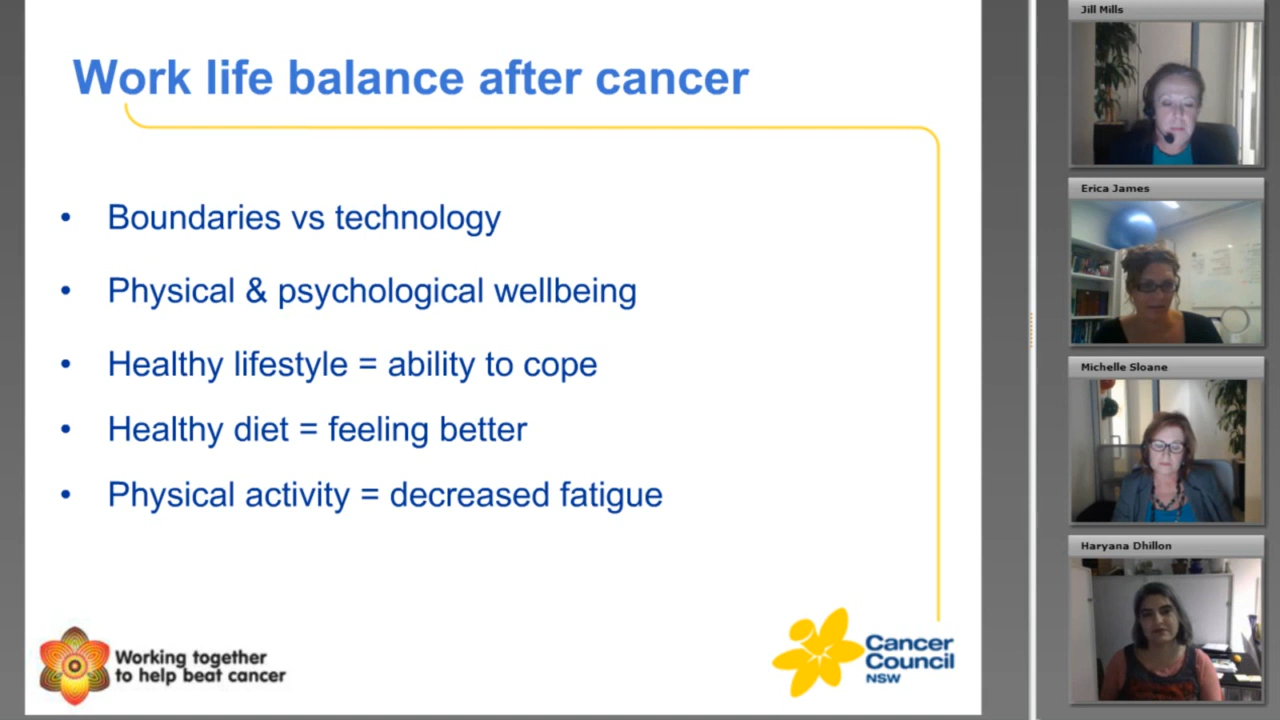 Work life balance after cancer
• Boundaries vs technology
• Physical & psychological wellbeing
• Healthy lifestyle = ability to cope
• Healthy diet = feeling better
• Physical activity = decreased fatigue
Working together
to help beat cancer
Cancer
Council
NSW
Jill Mills
Erica James
Michelle Sloane
Haryana Dhillon